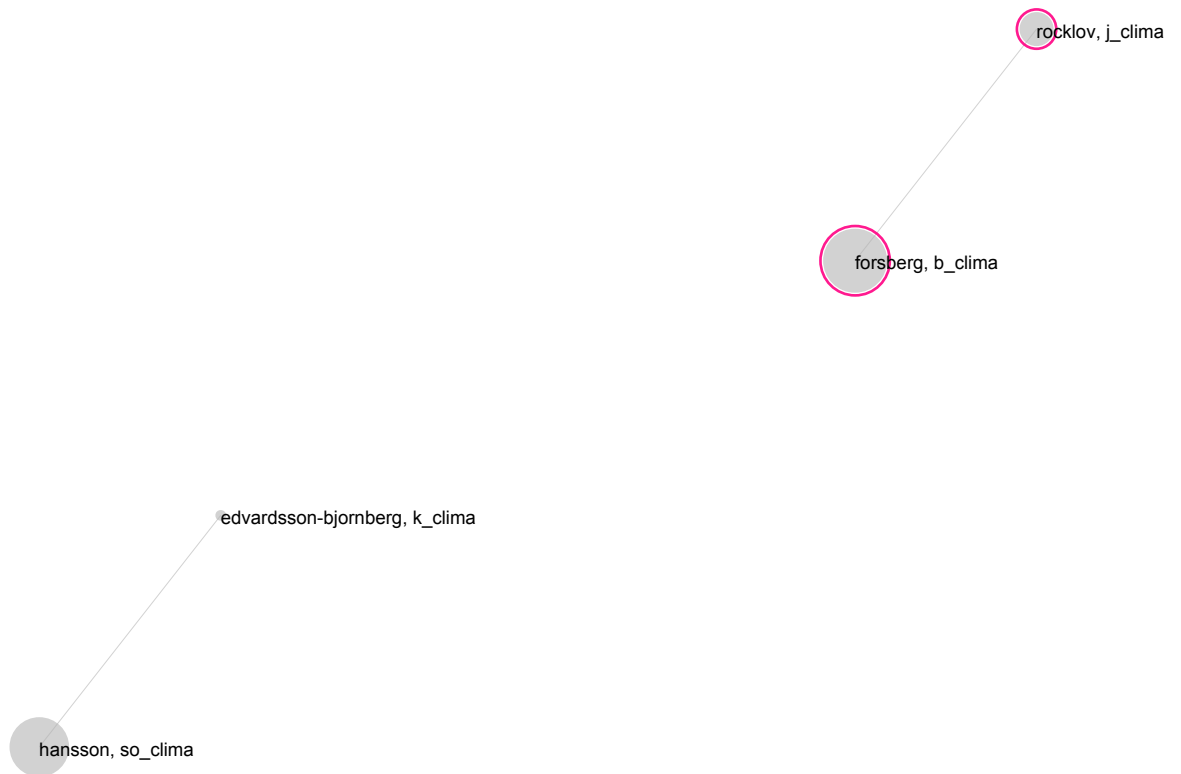 rocklov, j_clima
forsberg, b_clima
edvardsson-bjornberg, k_clima
hansson, so_clima